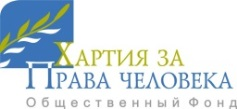 ХАРТИЯ ЗА
ПРАВА ЧЕЛОВЕКА
Общественный Фонд